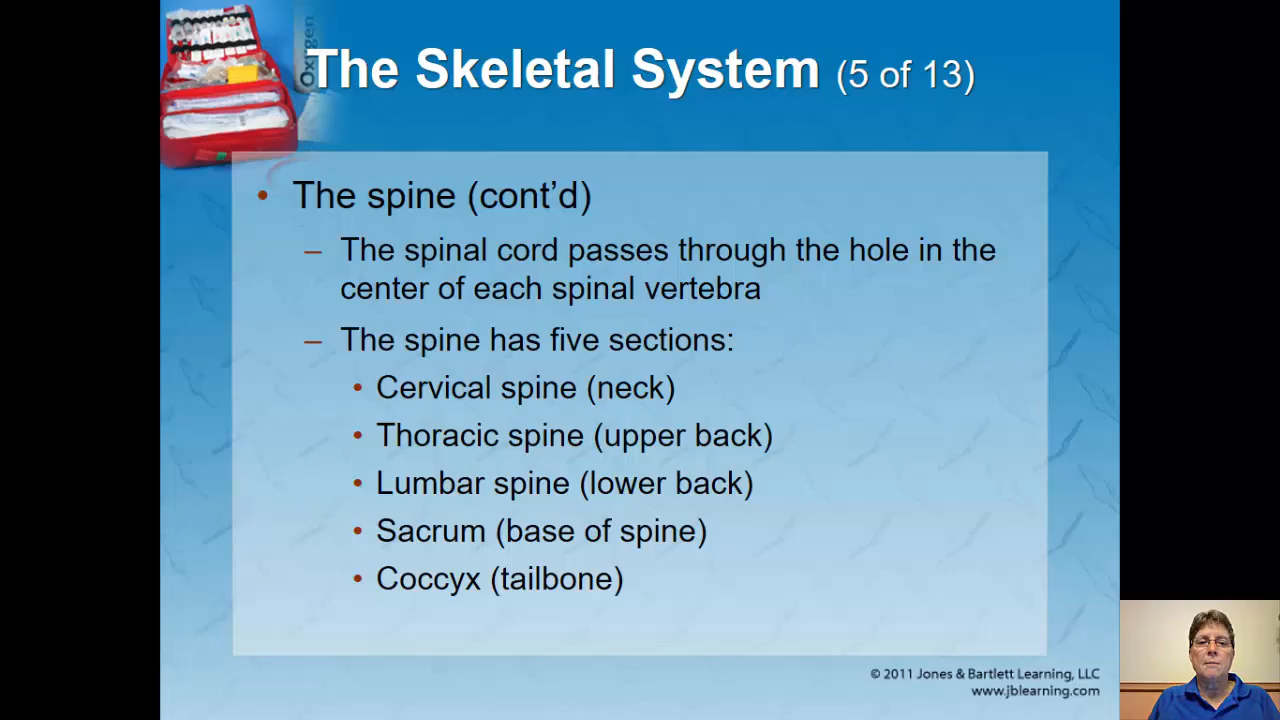 Oxygen
The Skeletal System (5 of 13)
• The spine (cont’d)
– The spinal cord passes through the hole in the
center of each spinal vertebra
– The spine has five sections:
• Cervical spine (neck)
• Thoracic spine (upper back)
• Lumbar spine (lower back)
• Sacrum (base of spine)
• Coccyx (tailbone)
© 2011 Jones & Bartlett Learning, LLC
www.jblearning.com